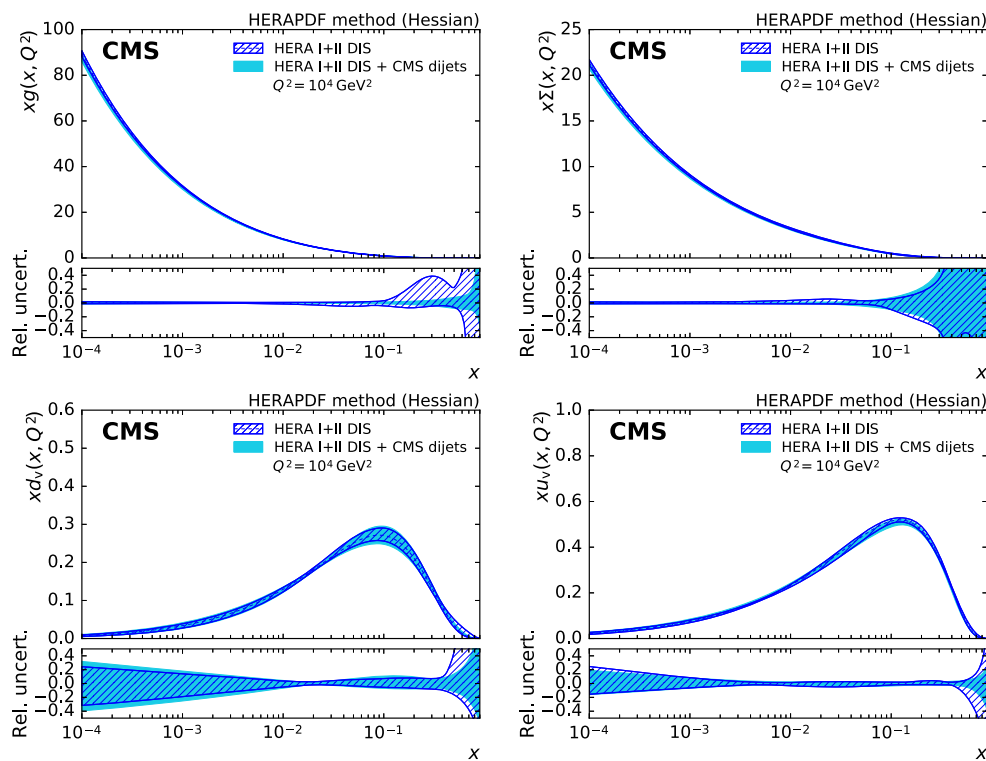 HERAPDF method (Hessian)
CMS
HERA I+II DIS
HERA I+II DIS + CMS dijets
Q² = 10⁴ GeV²
xg(x, Q²)
100
80
60
40
20
0
Rel. uncert.
0.4
0.2
0.0
−0.4
10⁻⁴
10⁻³
10⁻²
10⁻¹
x
HERAPDF method (Hessian)
CMS
HERA I+II DIS
HERA I+II DIS + CMS dijets
Q² = 10⁴ GeV²
xΣ(x, Q²)
25
20
15
10
5
0
Rel. uncert.
0.4
0.2
0.0
−0.4
10⁻⁴
10⁻³
10⁻²
10⁻¹
x
HERAPDF method (Hessian)
CMS
HERA I+II DIS
HERA I+II DIS + CMS dijets
Q² = 10⁴ GeV²
xdᵥ(x, Q²)
0.6
0.5
0.4
0.3
0.2
0.1
0.0
Rel. uncert.
0.4
0.2
0.0
−0.2
−0.4
10⁻⁴
10⁻³
10⁻²
10⁻¹
x
HERAPDF method (Hessian)
CMS
HERA I+II DIS
HERA I+II DIS + CMS dijets
Q² = 10⁴ GeV²
xuᵥ(x, Q²)
1.0
0.8
0.6
0.4
0.2
0.0
Rel. uncert.
0.4
0.2
0.0
−0.2
−0.4
10⁻⁴
10⁻³
10⁻²
10⁻¹
x